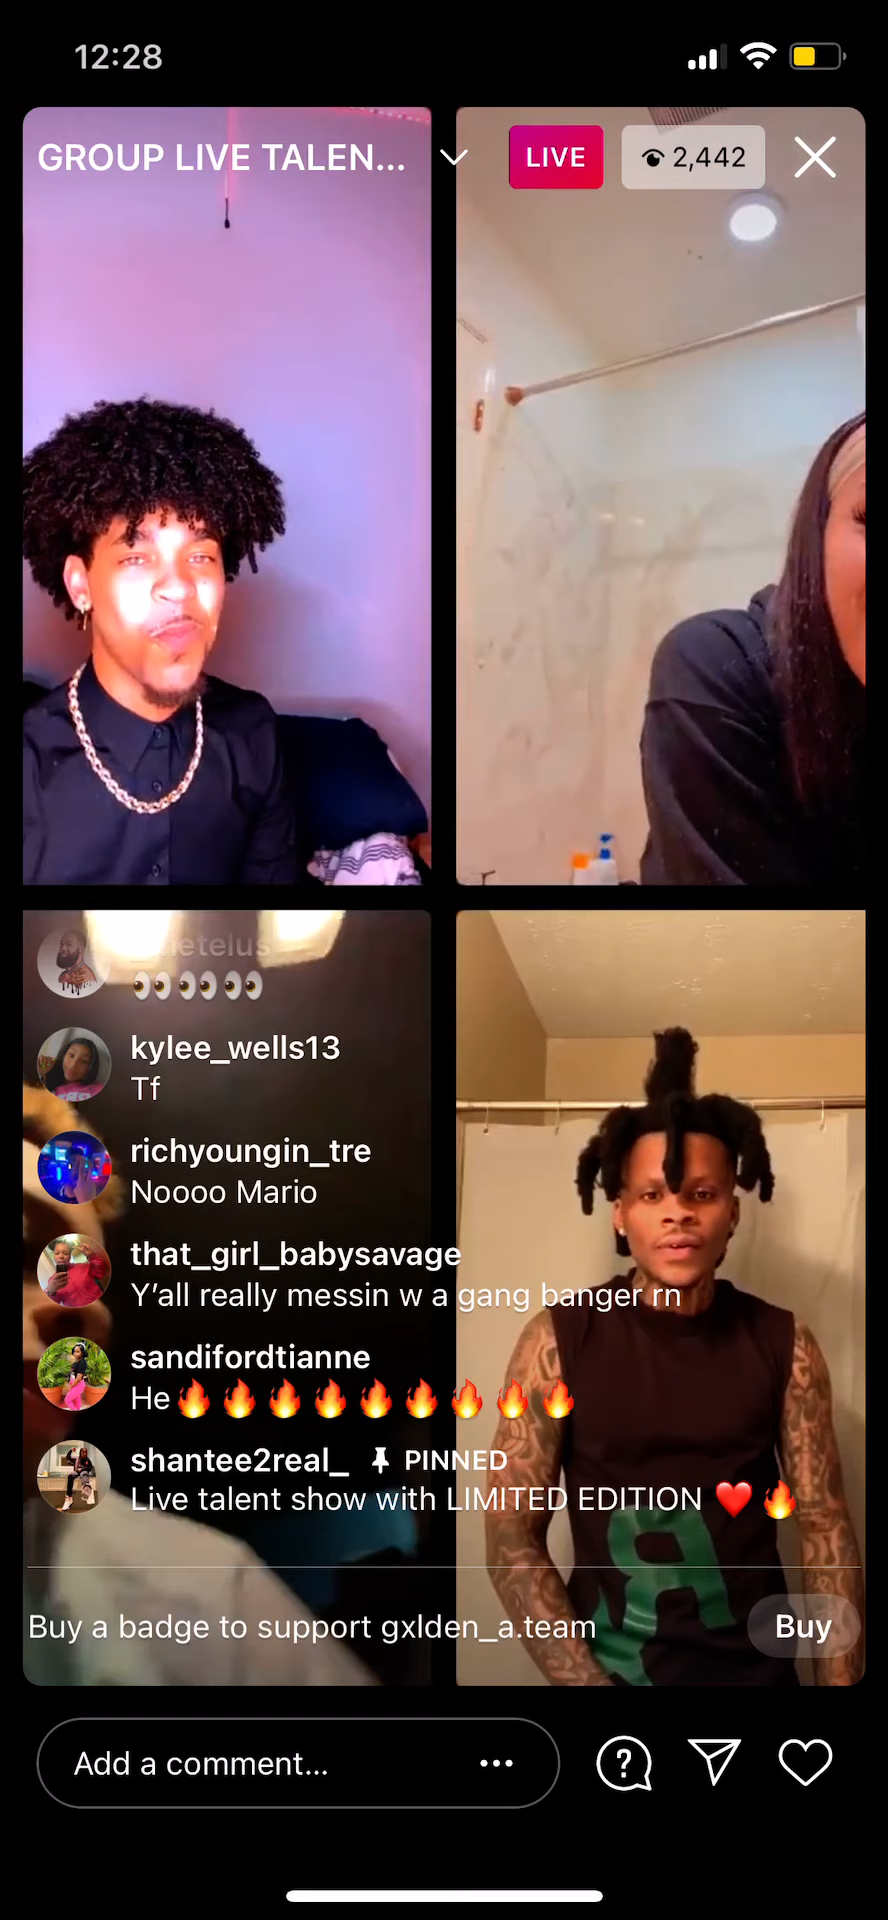 12:28
GROUP LIVE TALEN...
LIVE
2,442
👀👀👀
kylee_wells13
Tf
richyoungin_tre
Noooo Mario
that_girl_babysavage
Y'all really messin w a gang banger rn
sandifordtianne
He🔥🔥🔥🔥🔥🔥🔥🔥🔥
shantee2real_ PINNED
Live talent show with LIMITED EDITION ❤️🔥
Buy a badge to support gxlden_a.team
Buy
Add a comment...